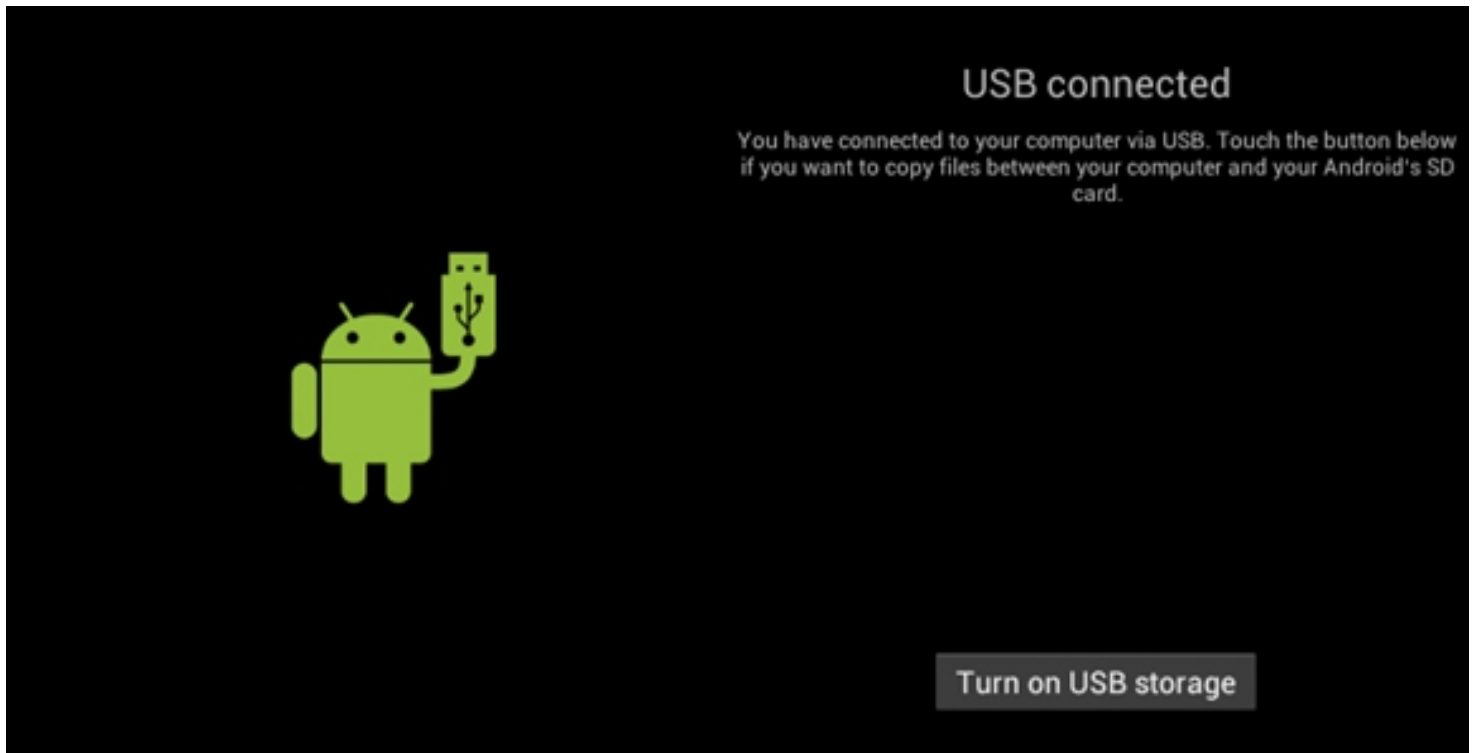 USB connected
You have connected to your computer via USB. Touch the button below
if you want to copy files between your computer and your Android's SD
card.
Turn on USB storage